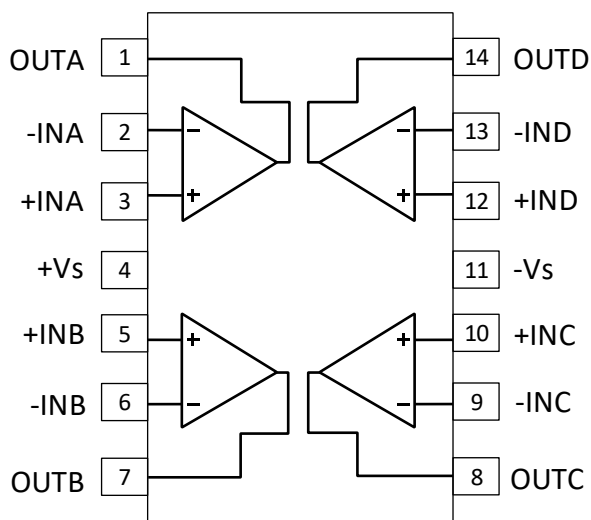 OUTA 1 14 OUTD
-INA 2 − − 13 -IND
+INA 3 + + 12 +IND
+Vs 4 11 -Vs
+INB 5 + + 10 +INC
-INB 6 − − 9 -INC
OUTB 7 8 OUTC